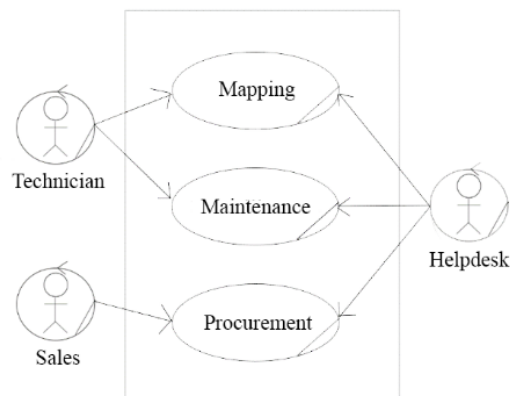 Mapping
Technician
Maintenance
Helpdesk
Procurement
Sales